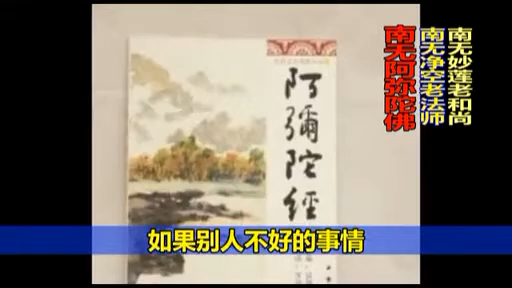 南无妙莲老和尚
南无净空老法师
南无阿弥陀佛
阿彌陀經
如果别人不好的事情